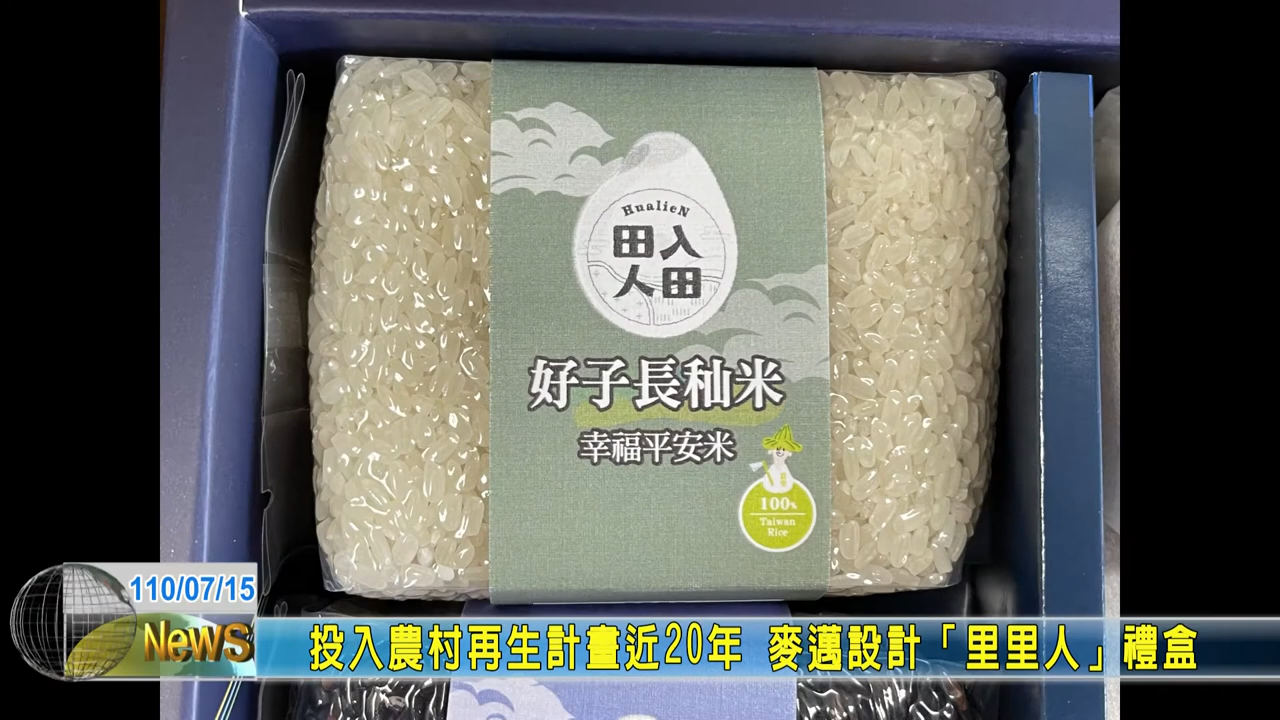 HualieN
田入
人田
好子長秈米
幸福平安米
100%
Taiwan
Rice
110/07/15
NewS
投入農村再生計畫近20年 麥邁設計「里里人」禮盒